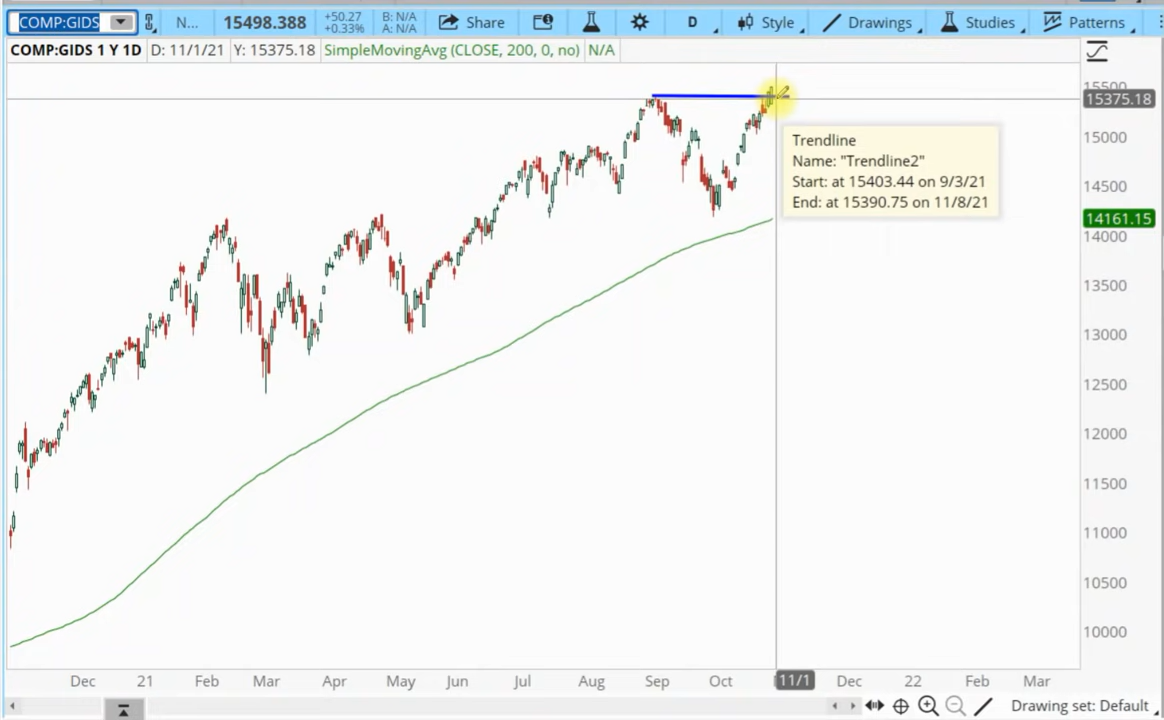 COMP:GIDS N... 15498.388 +50.27 B: N/A Share D Style Drawings Studies Patterns
+0.33% A: N/A
COMP:GIDS 1 Y 1D D: 11/1/21 Y: 15375.18 SimpleMovingAvg (CLOSE, 200, 0, no) N/A
15500
15375.18
15000
14500
14161.15
14000
13500
13000
12500
12000
11500
11000
10500
10000
Trendline
Name: "Trendline2"
Start: at 15403.44 on 9/3/21
End: at 15390.75 on 11/8/21
Dec 21 Feb Mar Apr May Jun Jul Aug Sep Oct 11/1 Dec 22 Feb Mar
Drawing set: Default